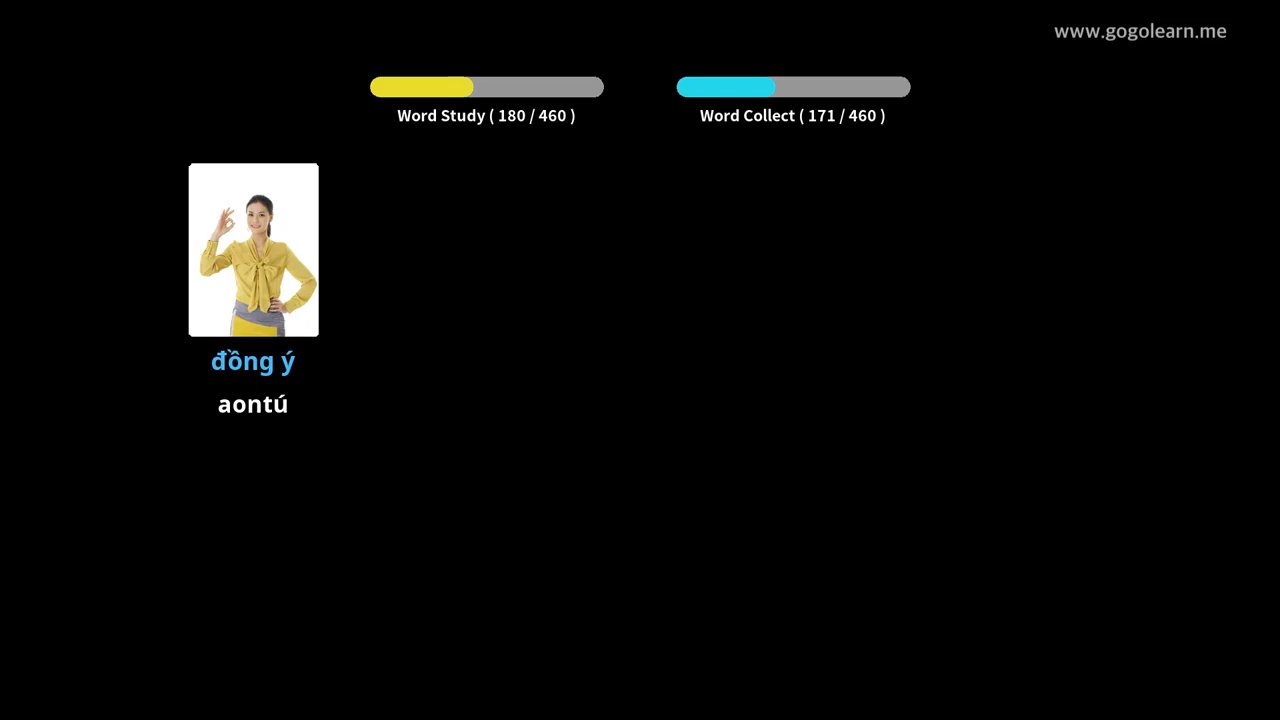 www.gogolearn.me
Word Study ( 180 / 460 )
Word Collect ( 171 / 460 )
đồng ý
aontú